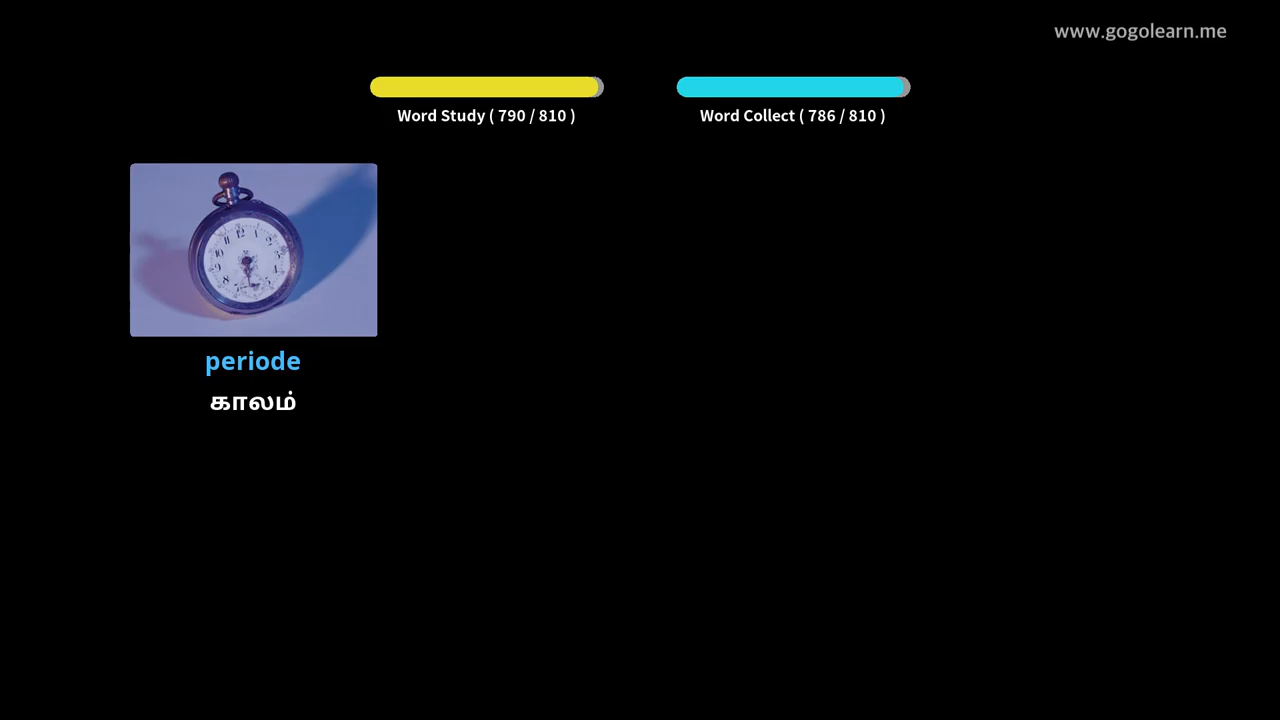 www.gogolearn.me
Word Study ( 790 / 810 )
Word Collect ( 786 / 810 )
periode
காலம்